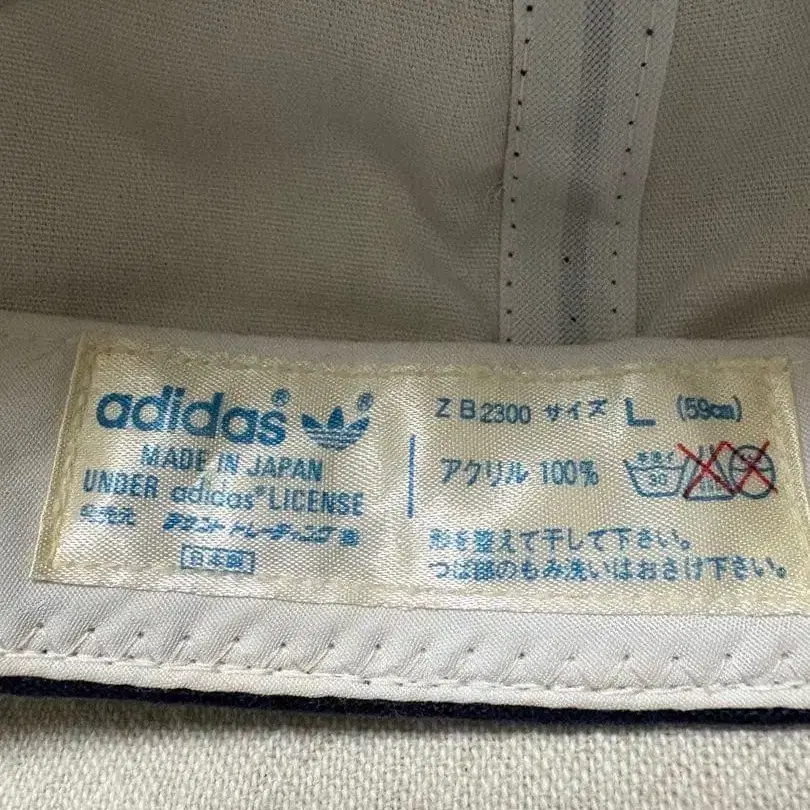 adidas®
MADE IN JAPAN
UNDER adidas® LICENSE
発売元 デサントトレーディング㈱
日本製
ZB2300 サイズ L (59cm)
アクリル 100%
30
形を整えて干して下さい。
つば部のもみ洗いはおさけ下さい。